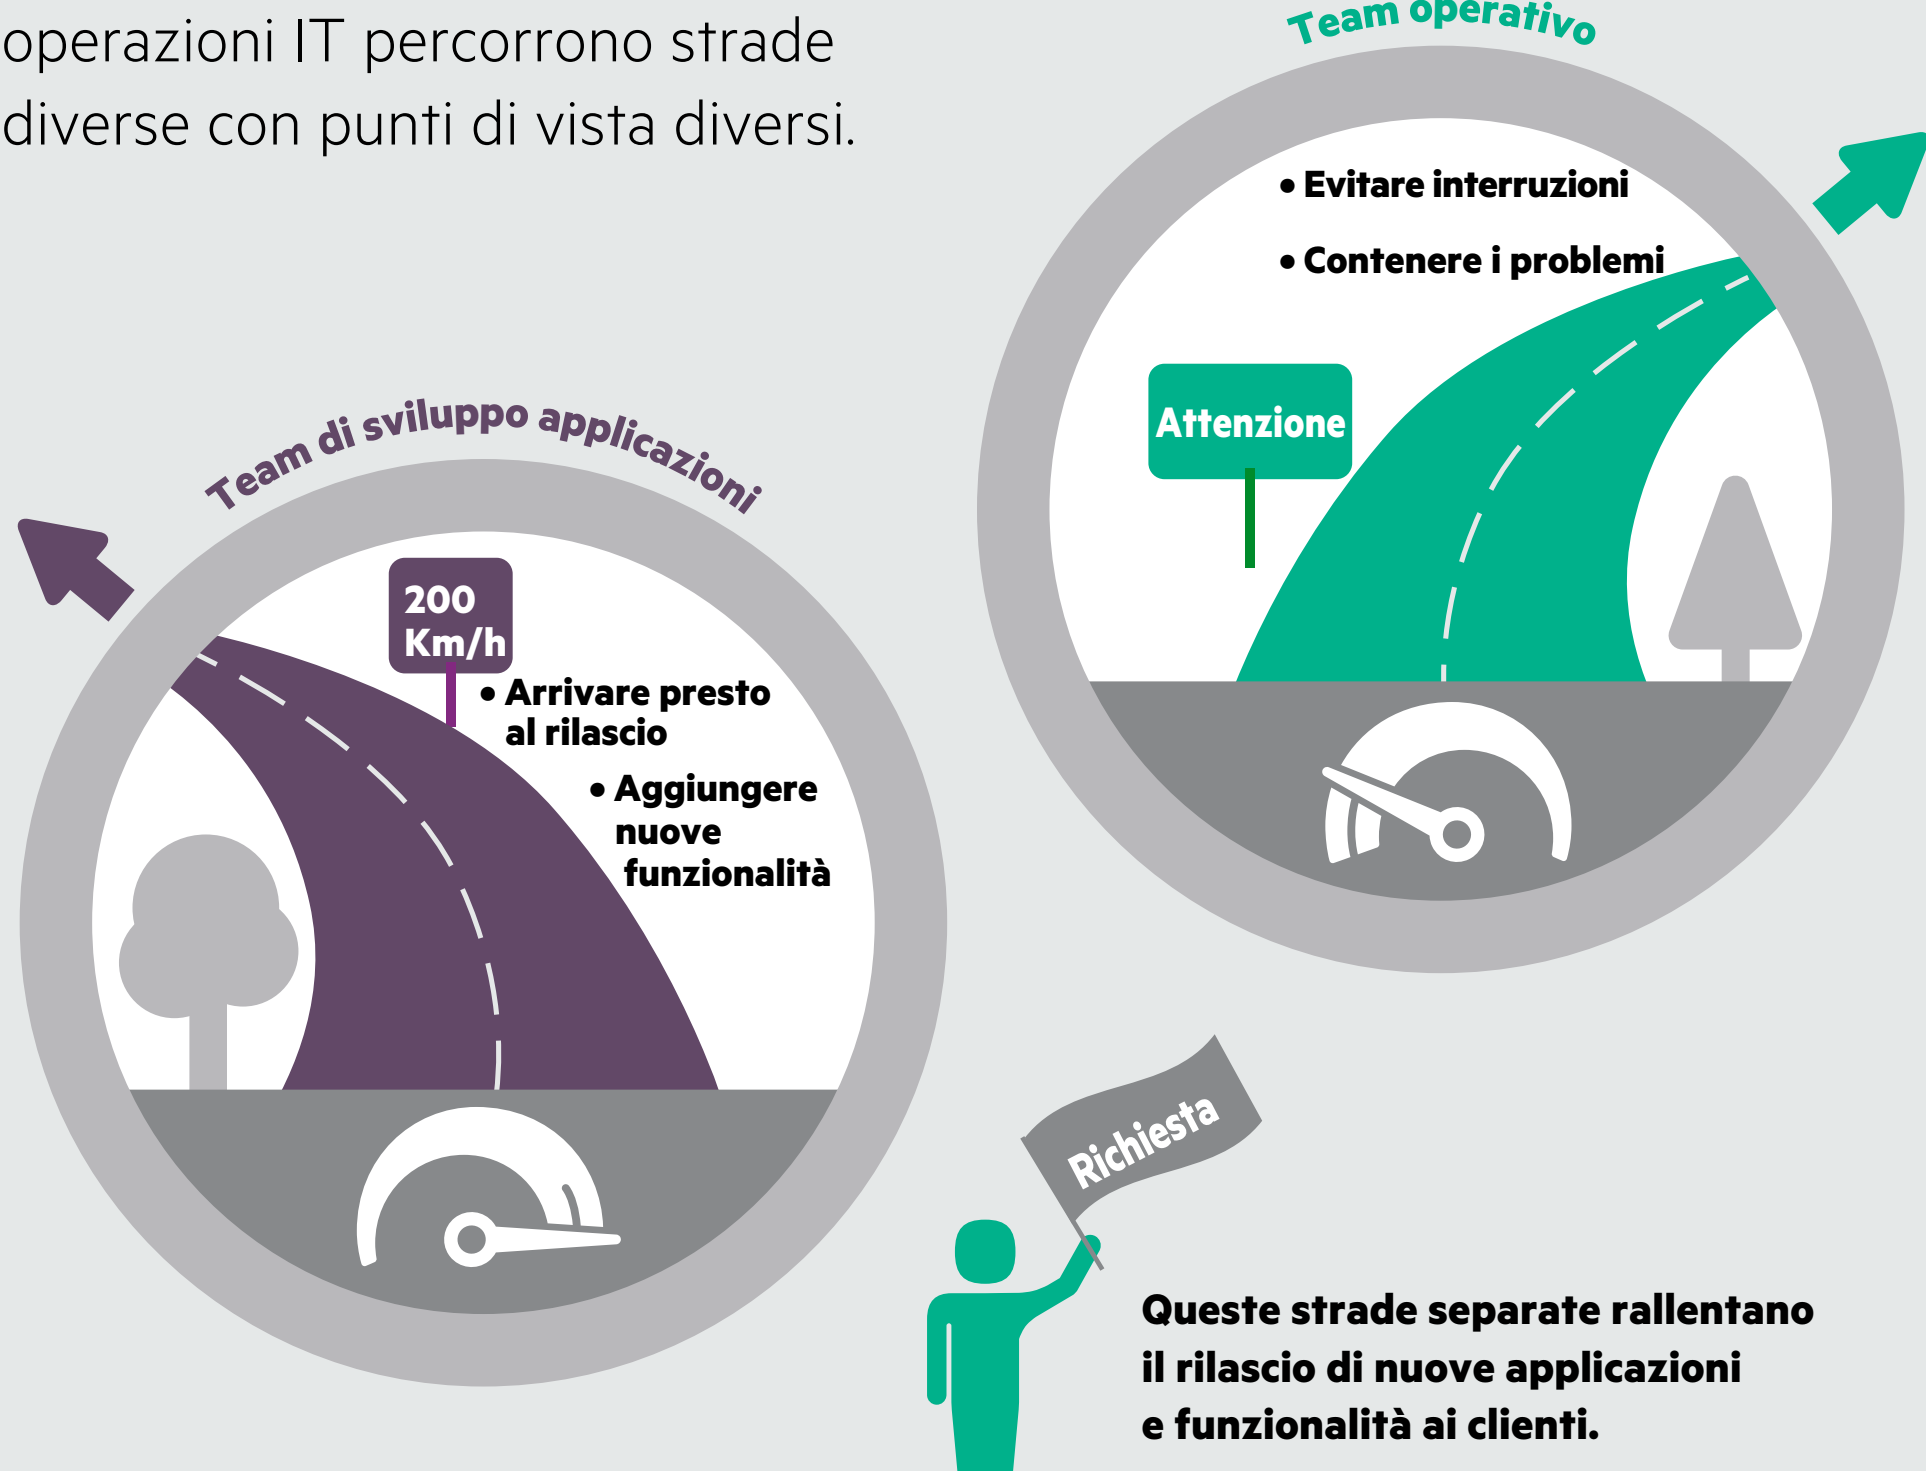 operazioni IT percorrono strade
diverse con punti di vista diversi.
Team operativo
• Evitare interruzioni
• Contenere i problemi
Attenzione
Team di sviluppo applicazioni
200
Km/h
• Arrivare presto
al rilascio
• Aggiungere
nuove
funzionalità
Richiesta
Queste strade separate rallentano
il rilascio di nuove applicazioni
e funzionalità ai clienti.